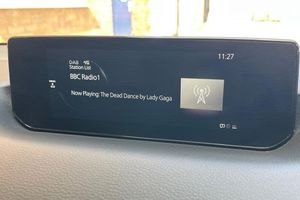 11:27
DAB
Station List
BBC Radio1
Now Playing: The Dead Dance by Lady Gaga